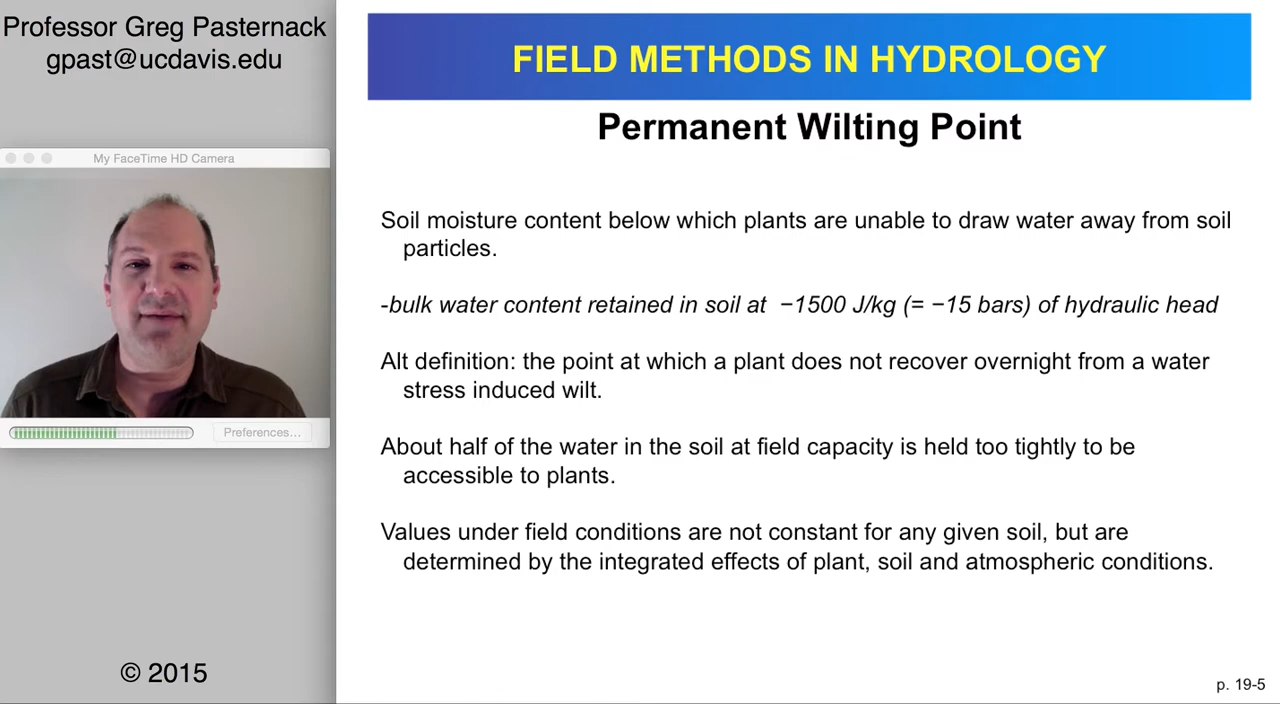 Professor Greg Pasternack
gpast@ucdavis.edu
My FaceTime HD Camera
Preferences...
© 2015
FIELD METHODS IN HYDROLOGY
Permanent Wilting Point
Soil moisture content below which plants are unable to draw water away from soil
particles.
-bulk water content retained in soil at −1500 J/kg (= −15 bars) of hydraulic head
Alt definition: the point at which a plant does not recover overnight from a water
stress induced wilt.
About half of the water in the soil at field capacity is held too tightly to be
accessible to plants.
Values under field conditions are not constant for any given soil, but are
determined by the integrated effects of plant, soil and atmospheric conditions.
p. 19-5